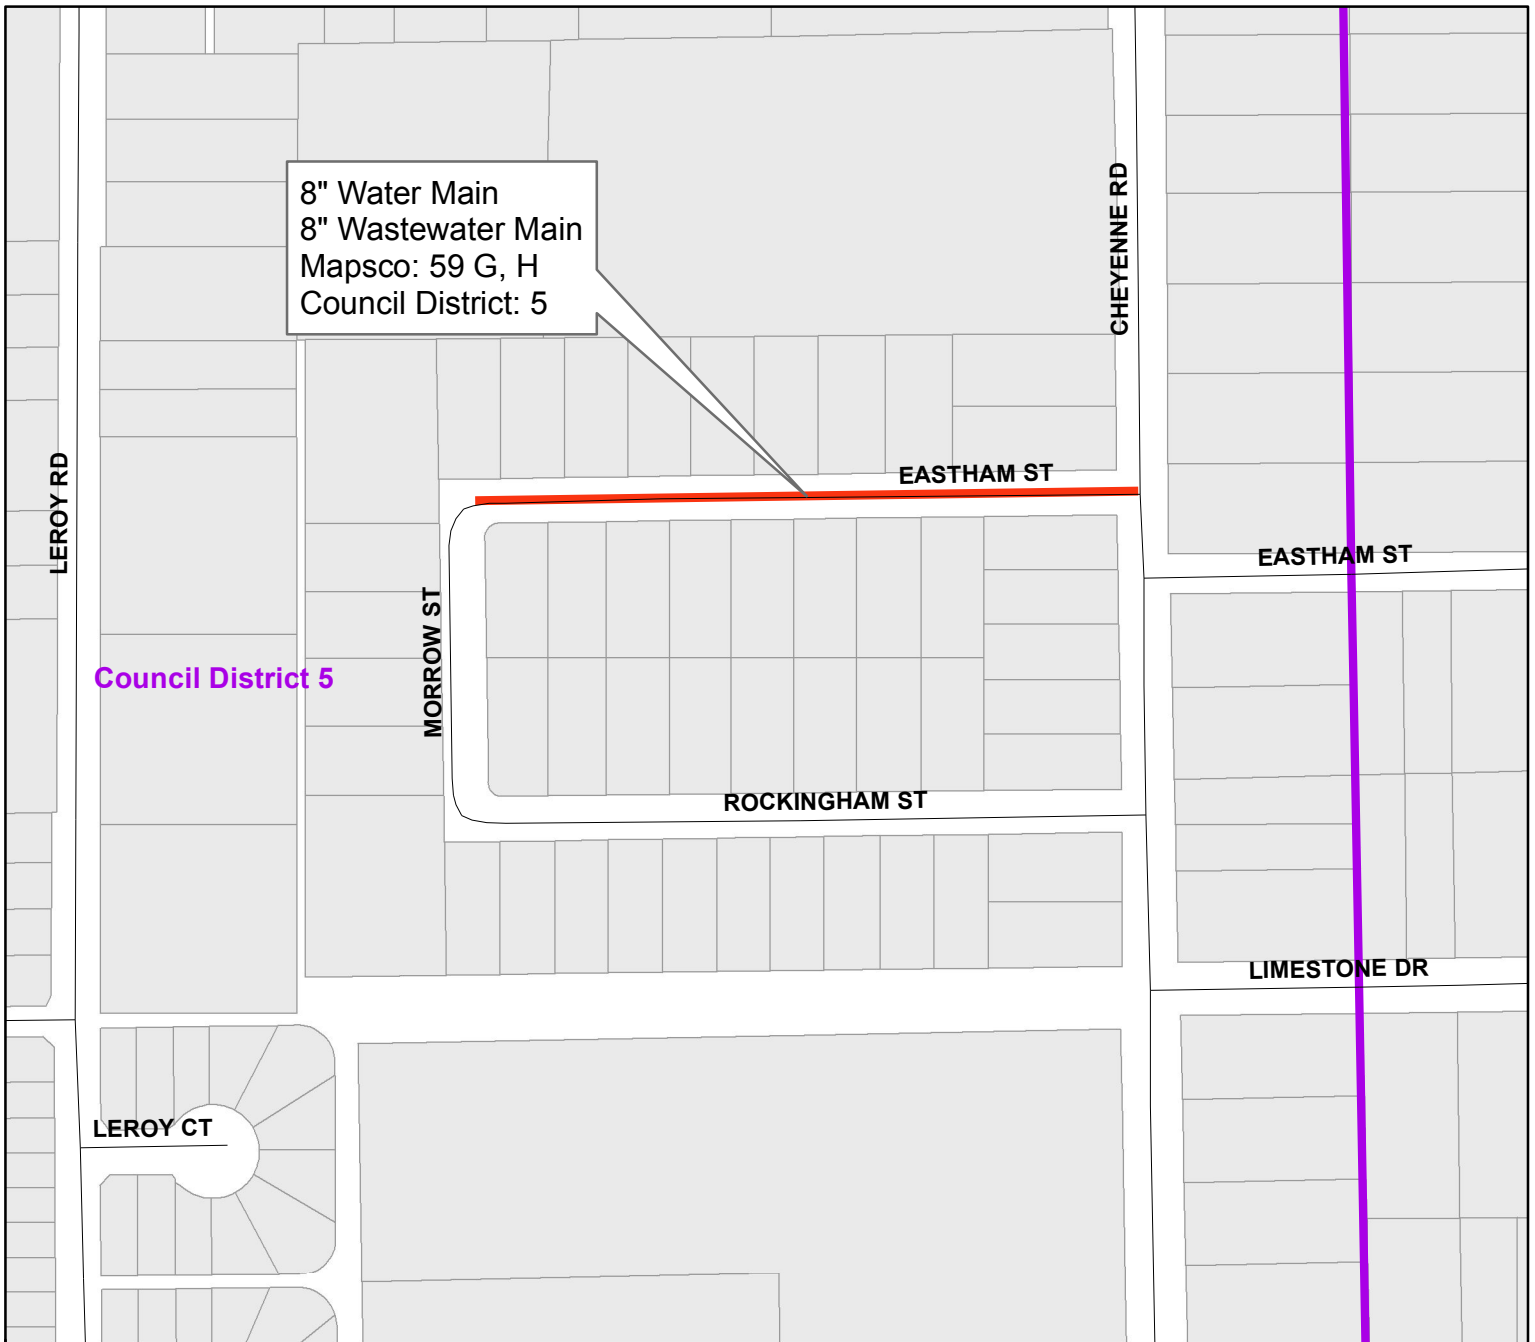 8" Water Main
8" Wastewater Main
Mapsco: 59 G, H
Council District: 5
CHEYENNE RD
LEROY RD
EASTHAM ST
EASTHAM ST
MORROW ST
Council District 5
ROCKINGHAM ST
LIMESTONE DR
LEROY CT